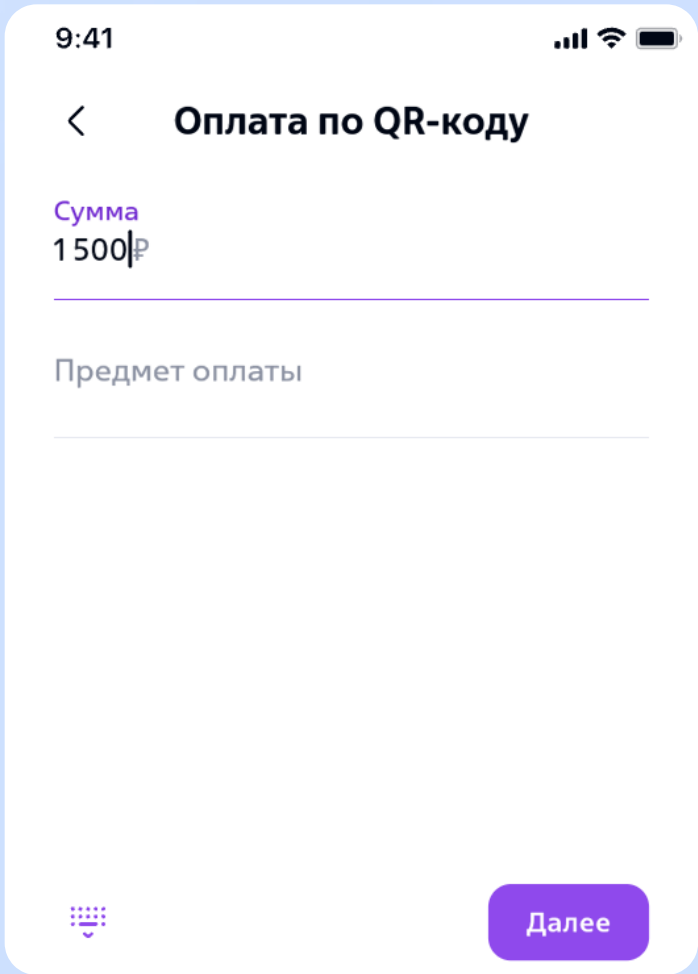 9:41
Оплата по QR-коду
Сумма
1 500 ₽
Предмет оплаты
Далее